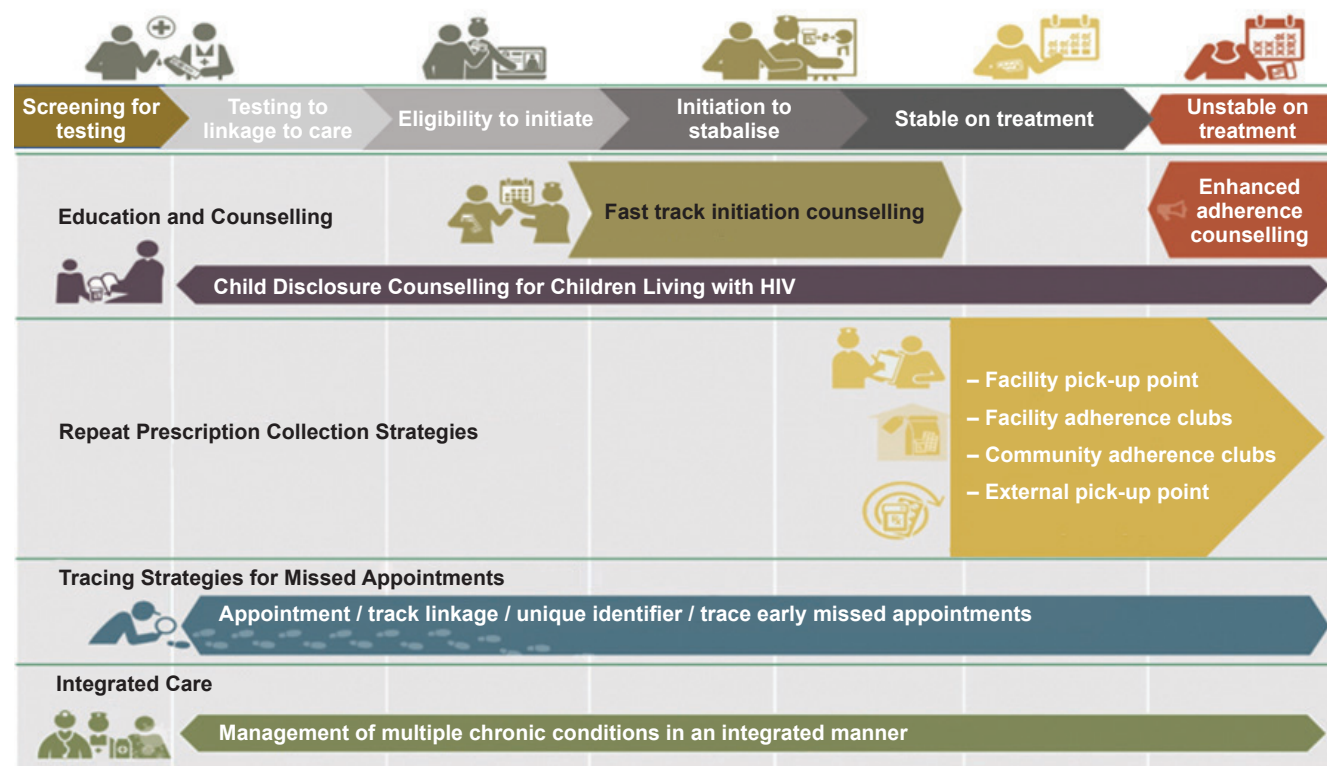 Screening for
testing
Testing to
linkage to care
Eligibility to initiate
Initiation to
stabalise
Stable on treatment
Unstable on
treatment
Education and Counselling
Fast track initiation counselling
Enhanced
adherence
counselling
Child Disclosure Counselling for Children Living with HIV
Repeat Prescription Collection Strategies
– Facility pick-up point
– Facility adherence clubs
– Community adherence clubs
– External pick-up point
Tracing Strategies for Missed Appointments
Appointment / track linkage / unique identifier / trace early missed appointments
Integrated Care
Management of multiple chronic conditions in an integrated manner